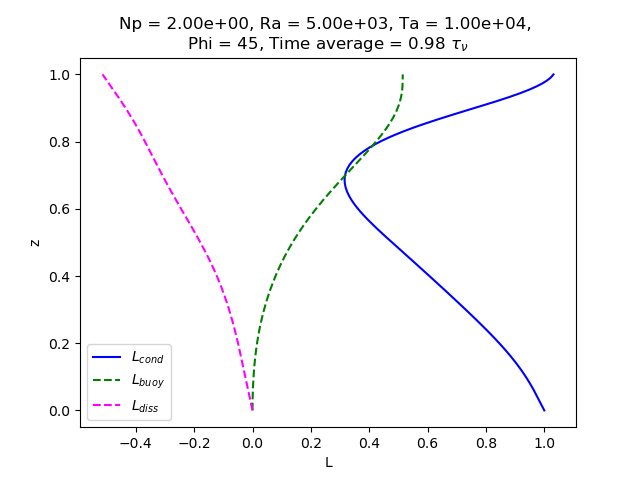 Np = 2.00e+00, Ra = 5.00e+03, Ta = 1.00e+04,
Phi = 45, Time average = 0.98 τν
1.0
0.8
0.6
0.4
0.2
0.0
z
Lcond
Lbuoy
Ldiss
−0.4 −0.2 0.0 0.2 0.4 0.6 0.8 1.0
L